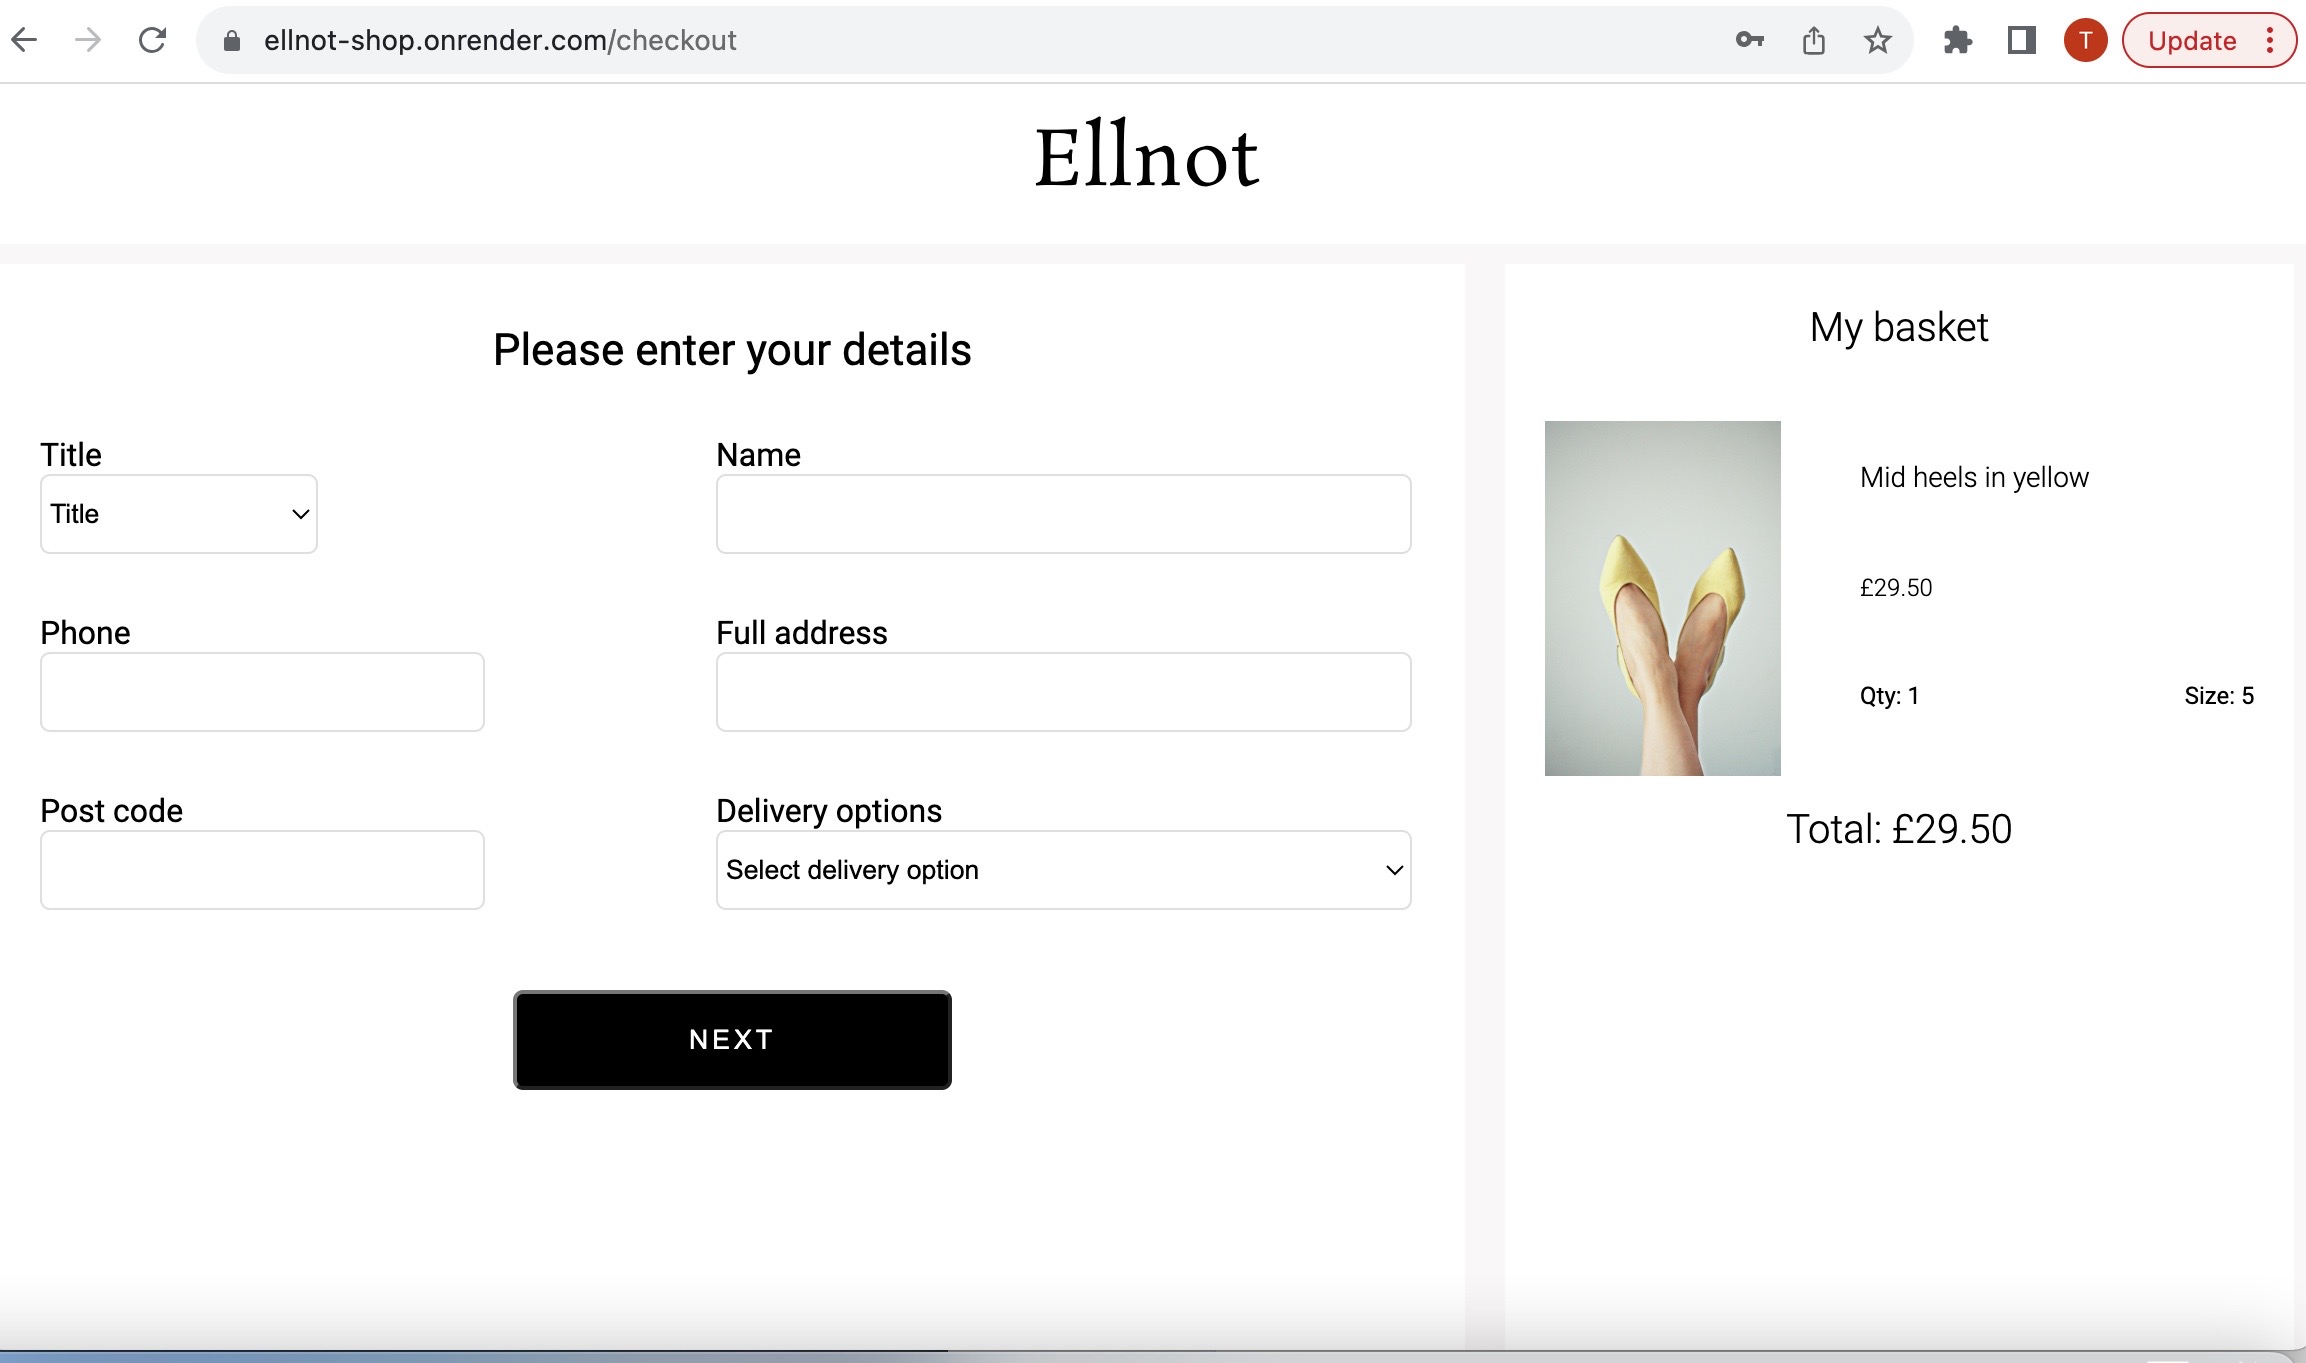 ellnot-shop.onrender.com/checkout
T
Update
Ellnot
Please enter your details
Title
Title
Name
Phone
Full address
Post code
Delivery options
Select delivery option
NEXT
My basket
Mid heels in yellow
£29.50
Qty: 1
Size: 5
Total: £29.50